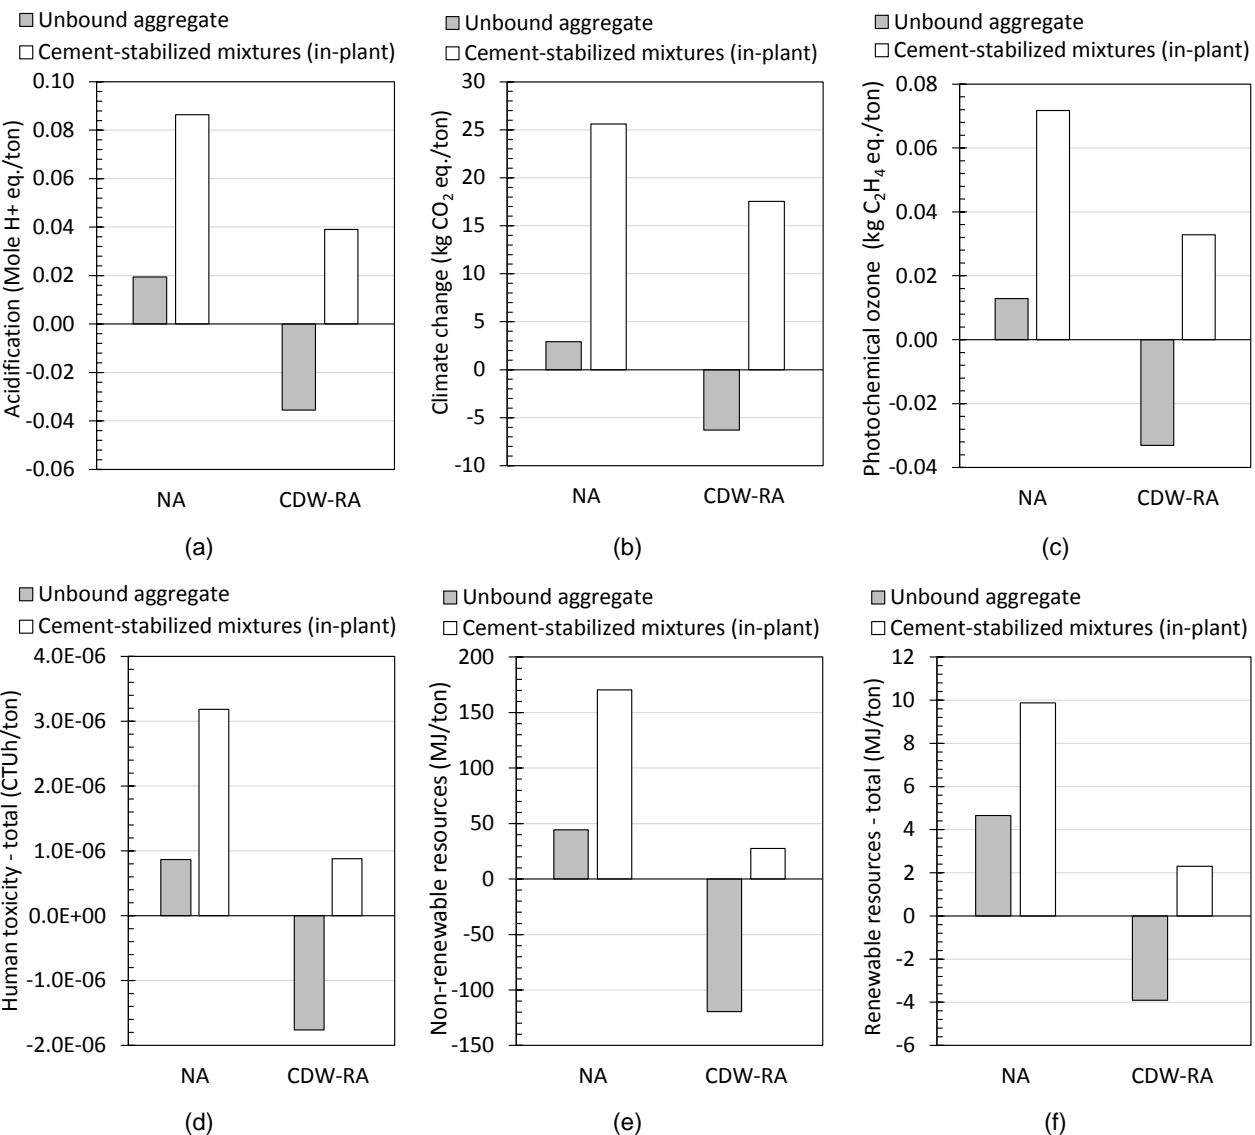 Unbound aggregate
Cement-stabilized mixtures (in-plant)
Acidification (Mole H+ eq./ton)
0.10
0.08
0.06
0.04
0.02
0.00
-0.02
-0.04
-0.06
NA CDW-RA
(a)
Unbound aggregate
Cement-stabilized mixtures (in-plant)
Climate change (kg CO₂ eq./ton)
30
25
20
15
10
5
0
-5
-10
NA CDW-RA
(b)
Unbound aggregate
Cement-stabilized mixtures (in-plant)
Photochemical ozone (kg C₂H₄ eq./ton)
0.08
0.06
0.04
0.02
0.00
-0.02
-0.04
NA CDW-RA
(c)
Unbound aggregate
Cement-stabilized mixtures (in-plant)
Human toxicity - total (CTUh/ton)
4.0E-06
3.0E-06
2.0E-06
1.0E-06
0.0E+00
-1.0E-06
-2.0E-06
NA CDW-RA
(d)
Unbound aggregate
Cement-stabilized mixtures (in-plant)
Non-renewable resources (MJ/ton)
200
150
100
50
0
-50
-100
-150
NA CDW-RA
(e)
Unbound aggregate
Cement-stabilized mixtures (in-plant)
Renewable resources - total (MJ/ton)
12
10
8
6
4
2
0
-2
-4
-6
NA CDW-RA
(f)